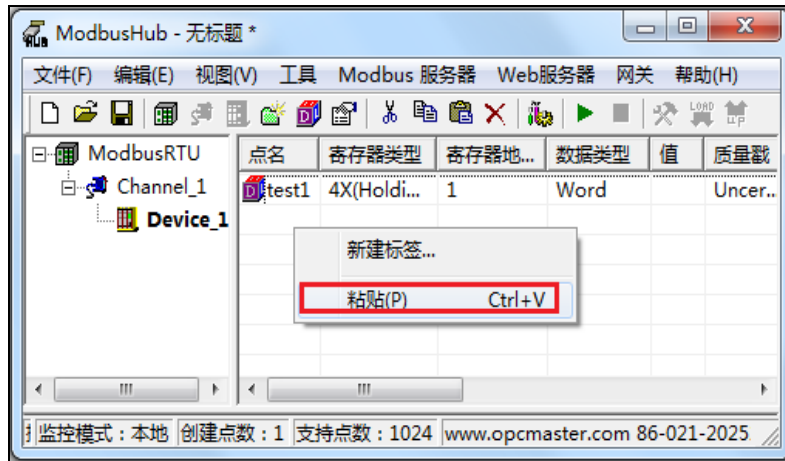 ModbusHub - 无标题 *
文件(F) 编辑(E) 视图(V) 工具 Modbus 服务器 Web服务器 网关 帮助(H)
ModbusRTU
Channel_1
Device_1
点名 寄存器类型 寄存器地... 数据类型 值 质量戳
test1 4X(Holdi... 1 Word Uncer...
新建标签...
粘贴(P) Ctrl+V
监控模式：本地 创建点数：1 支持点数：1024 www.opcmaster.com 86-021-2025